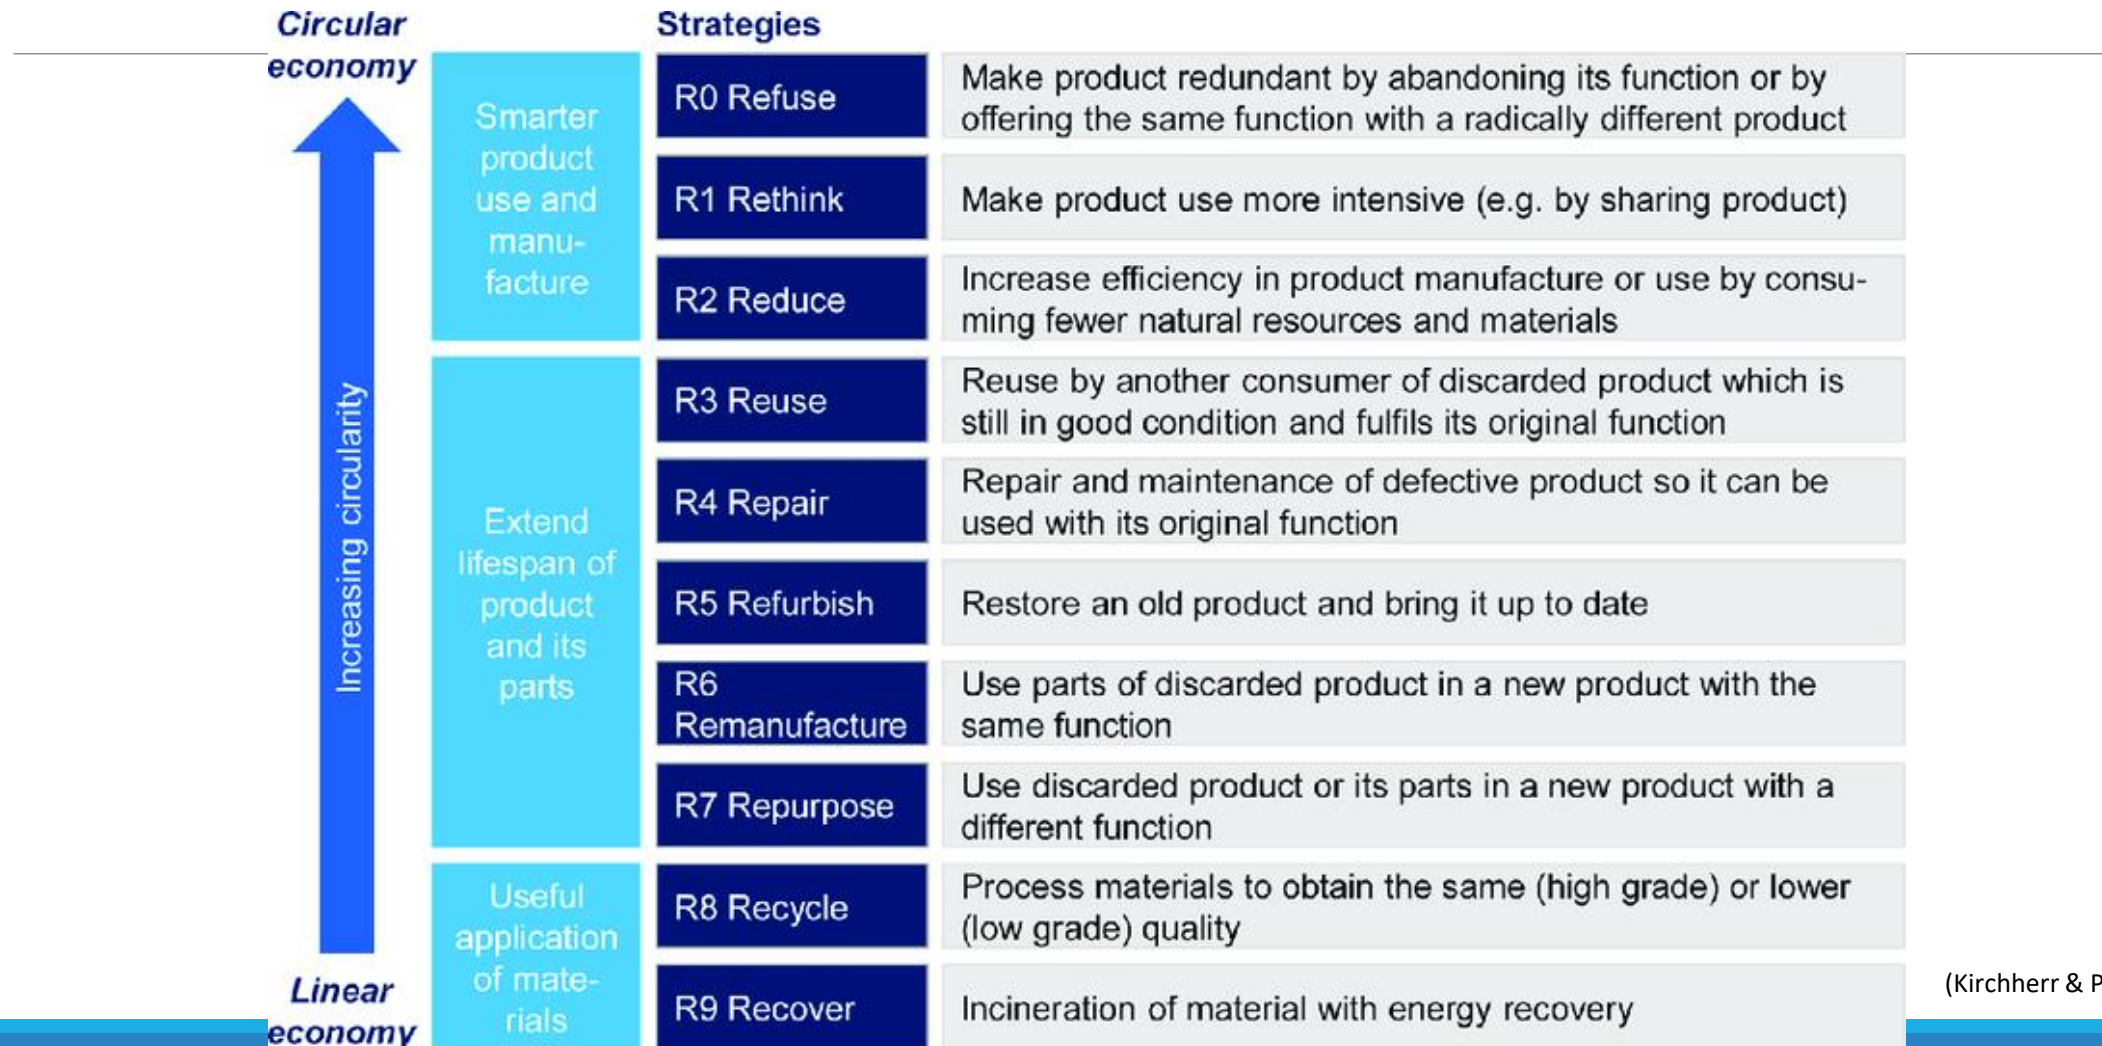 Circular
economy
Strategies
Increasing circularity
Linear
economy
Smarter
product
use and
manu-
facture
R0 Refuse
Make product redundant by abandoning its function or by
offering the same function with a radically different product
R1 Rethink
Make product use more intensive (e.g. by sharing product)
R2 Reduce
Increase efficiency in product manufacture or use by consu-
ming fewer natural resources and materials
Extend
lifespan of
product
and its
parts
R3 Reuse
Reuse by another consumer of discarded product which is
still in good condition and fulfils its original function
R4 Repair
Repair and maintenance of defective product so it can be
used with its original function
R5 Refurbish
Restore an old product and bring it up to date
R6
Remanufacture
Use parts of discarded product in a new product with the
same function
R7 Repurpose
Use discarded product or its parts in a new product with a
different function
Useful
application
of mate-
rials
R8 Recycle
Process materials to obtain the same (high grade) or lower
(low grade) quality
R9 Recover
Incineration of material with energy recovery
(Kirchherr &